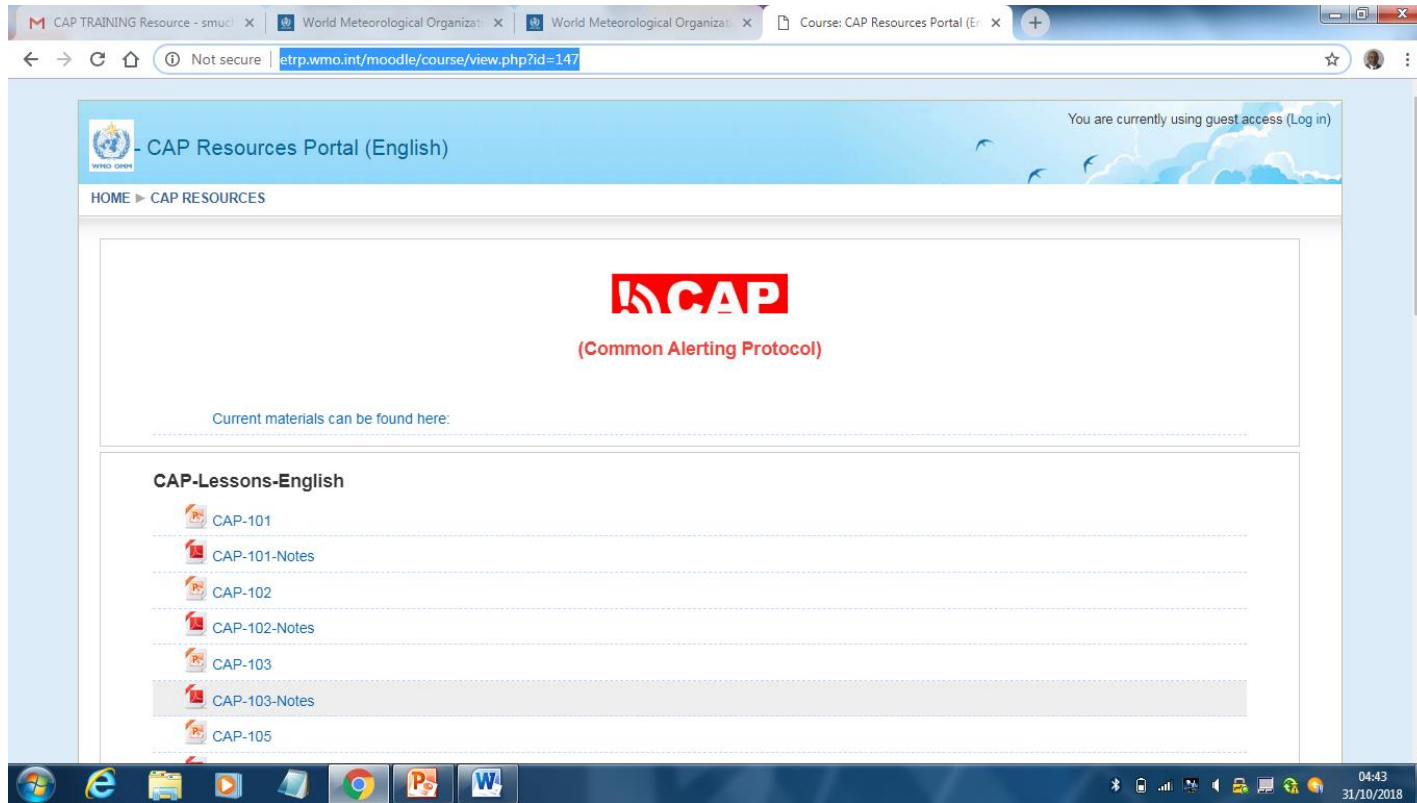 CAP TRAINING Resource - smuc
World Meteorological Organizat
World Meteorological Organizat
Course: CAP Resources Portal (En
Not secure | etrp.wmo.int/moodle/course/view.php?id=147
You are currently using guest access (Log in)
WMO OMM
- CAP Resources Portal (English)
HOME ▶ CAP RESOURCES
CAP
(Common Alerting Protocol)
Current materials can be found here:
CAP-Lessons-English
CAP-101
CAP-101-Notes
CAP-102
CAP-102-Notes
CAP-103
CAP-103-Notes
CAP-105
04:43
31/10/2018